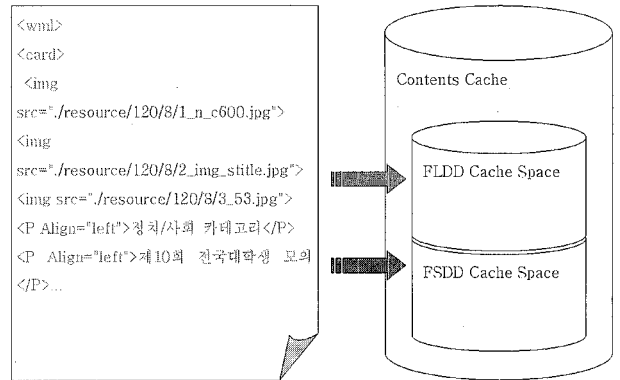 <wml>
<card>
<img
src="./resource/120/8/1_n_c600.jpg">
<img
src="./resource/120/8/2_img_stitle.jpg">
<img src="./resource/120/8/3_53.jpg">
<P Align="left">정치/사회 카테고리</P>
<P Align="left">제10회 전국대학생 모의
</P>...
Contents Cache
FLDD Cache Space
FSDD Cache Space